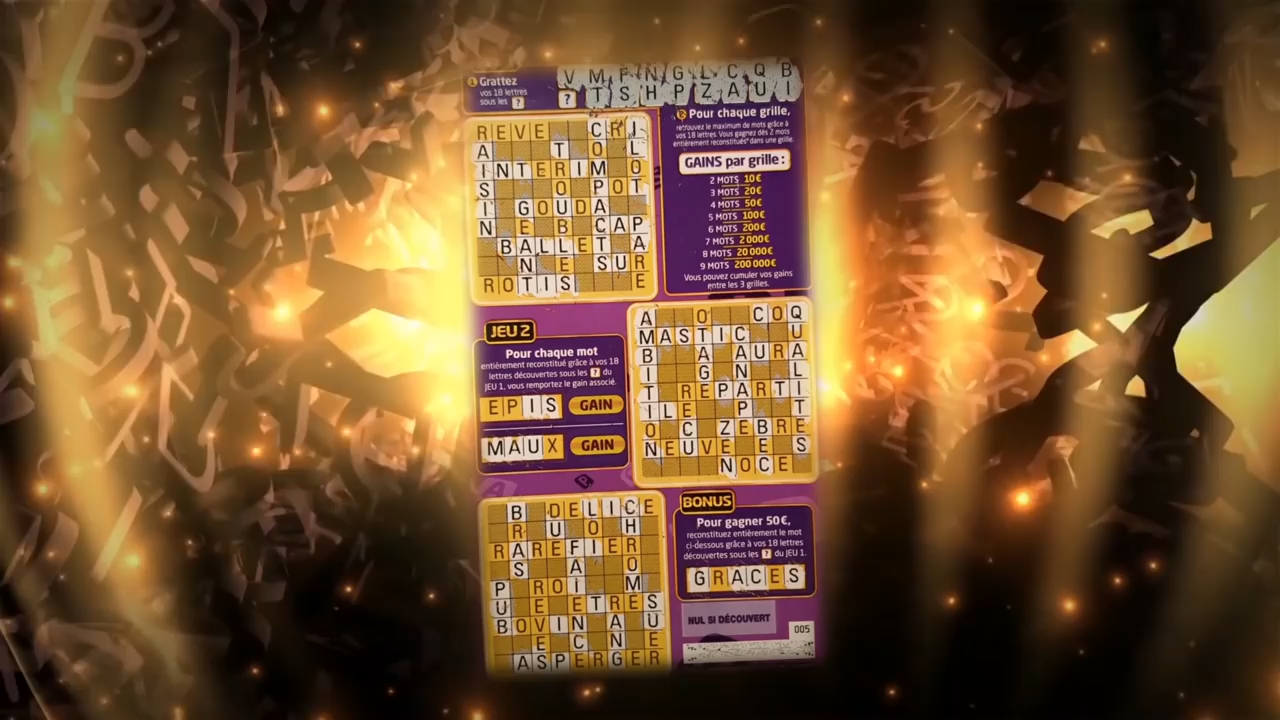 1 Grattez
vos 18 lettres
sous les ?
V M F N G L C Q B
? T S H P Z A U I
R E V E C R I
A T O L
I N T E R I M O
S O P O T
I G O U D A
N E B C A P
B A L L E T A
N E S U R
R O T I S E
2 Pour chaque grille,
retrouvez le maximum de mots grâce à
vos 18 lettres. Vous gagnez dès 2 mots
entièrement reconstitués* dans une grille.
GAINS par grille :
2 MOTS 10 €
3 MOTS 20 €
4 MOTS 50 €
5 MOTS 100 €
6 MOTS 200 €
7 MOTS 2 000 €
8 MOTS 20 000 €
9 MOTS 200 000 €
Vous pouvez cumuler vos gains
entre les 3 grilles.
JEU 2
Pour chaque mot
entièrement reconstitué grâce à vos 18
lettres découvertes sous les ? du
JEU 1, vous remportez le gain associé.
E P I S GAIN
M A U X GAIN
A O C O Q
M A S T I C U
B A A U R A
I G N L
T R E P A R T I
I L E P T
O C Z E B R E
N E U V E E S
N O C E
B D E L I C E
R U O H
A R A R E F I E R
S A O
P R O I M
U E E T R E S
B O V I N A U
E C N E
A S P E R G E R
BONUS
Pour gagner 50 €,
reconstituez entièrement le mot
ci-dessous grâce à vos 18 lettres
découvertes sous les ? du JEU 1.
G R A C E S
NUL SI DÉCOUVERT
005